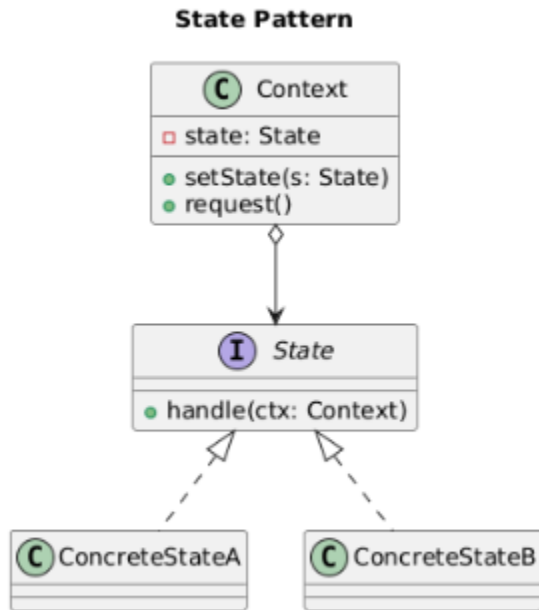 State Pattern
C Context
state: State
setState(s: State)
request()
I State
handle(ctx: Context)
C ConcreteStateA
C ConcreteStateB